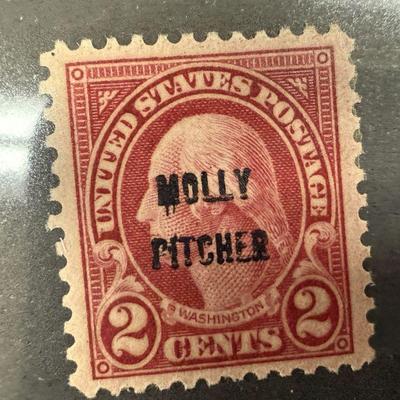 UNITED STATES POSTAGE
MOLLY
PITCHER
WASHINGTON
2 CENTS 2